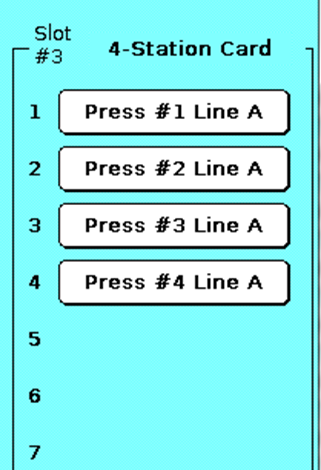 Slot
#3
4-Station Card
1 Press #1 Line A
2 Press #2 Line A
3 Press #3 Line A
4 Press #4 Line A
5
6
7